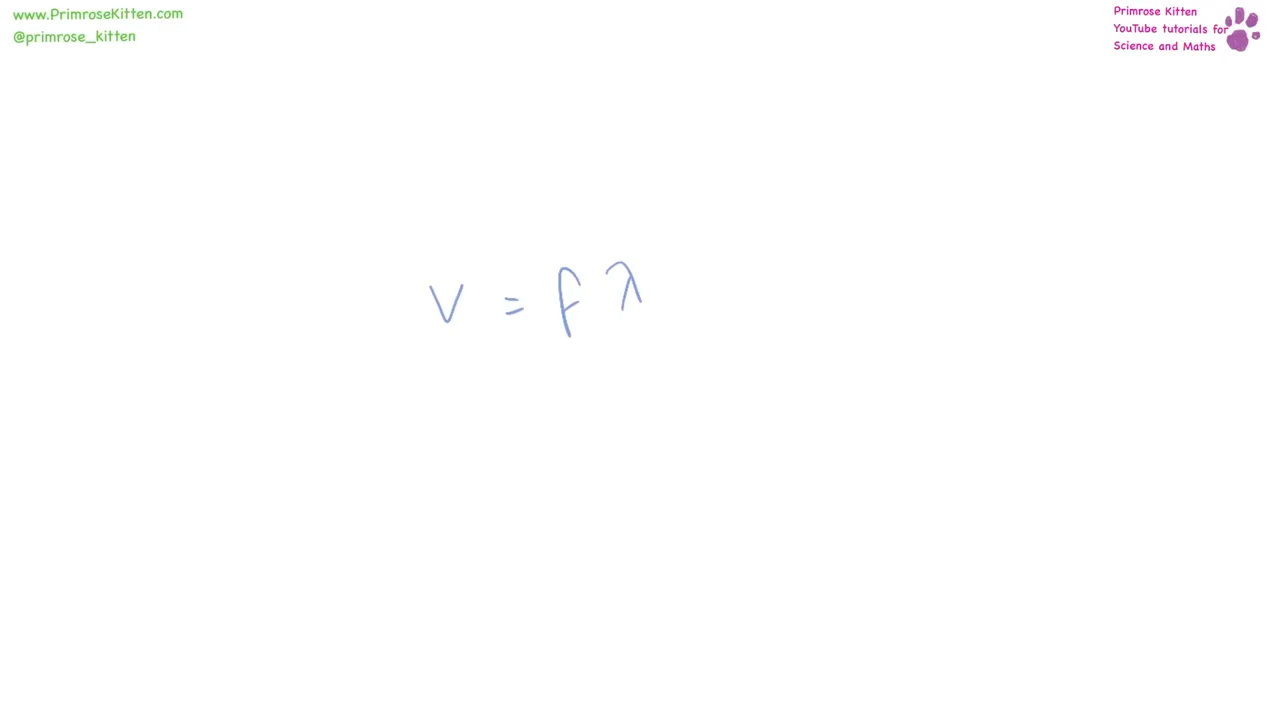 www.PrimroseKitten.com
@primrose_kitten
Primrose Kitten
YouTube tutorials for
Science and Maths
v = f λ